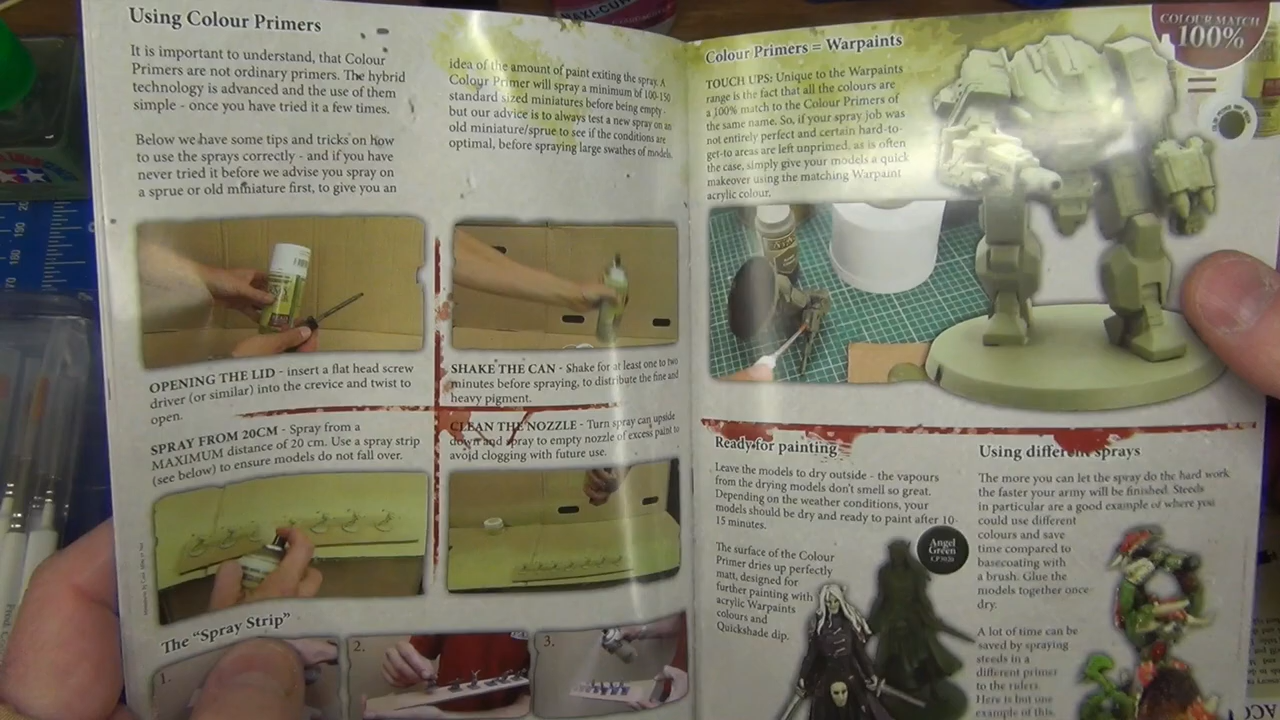 Using Colour Primers
It is important to understand, that Colour
Primers are not ordinary primers. The hybrid
technology is advanced and the use of them
simple - once you have tried it a few times.
Below we have some tips and tricks on how
to use the sprays correctly - and if you have
never tried it before we advise you spray on
a sprue or old miniature first, to give you an
idea of the amount of paint exiting the spray. A
Colour Primer will spray a minimum of 100-150
standard sized miniatures before being empty -
but our advice is to always test a new spray on an
old miniature/sprue to see if the conditions are
optimal, before spraying large swathes of models.
OPENING THE LID - insert a flat head screw
driver (or similar) into the crevice and twist to
open.
SHAKE THE CAN - Shake for at least one to two
minutes before spraying, to distribute the fine and
heavy pigment.
SPRAY FROM 20CM - Spray from a
MAXIMUM distance of 20 cm. Use a spray strip
(see below) to ensure models do not fall over.
CLEAN THE NOZZLE - Turn spray can upside
down and spray to empty nozzle of excess paint to
avoid clogging with future use.
The "Spray Strip"
1.
2.
3.
Colour Primers = Warpaints
TOUCH UPS: Unique to the Warpaints
range is the fact that all the colours are
a 100% match to the Colour Primers of
the same name. So, if your spray job was
not entirely perfect and certain hard-to-
get-to areas are left unprimed, as is often
the case, simply give your models a quick
makeover using the matching Warpaint
acrylic colour.
COLOUR MATCH
100%
Ready for painting
Leave the models to dry outside - the vapours
from the drying models don't smell so great.
Depending on the weather conditions, your
models should be dry and ready to paint after 10-
15 minutes.
The surface of the Colour
Primer dries up perfectly
matt, designed for
further painting with
acrylic Warpaints
colours and
Quickshade dip.
Angel
Green
Using different sprays
The more you can let the spray do the hard work
the faster your army will be finished. Steeds
in particular are a good example of where you
could use different
colours and save
time compared to
basecoating with
a brush. Glue the
models together once
dry.
A lot of time can be
saved by spraying
steeds in a
different primer
to the riders.
Here is but one
example of this.